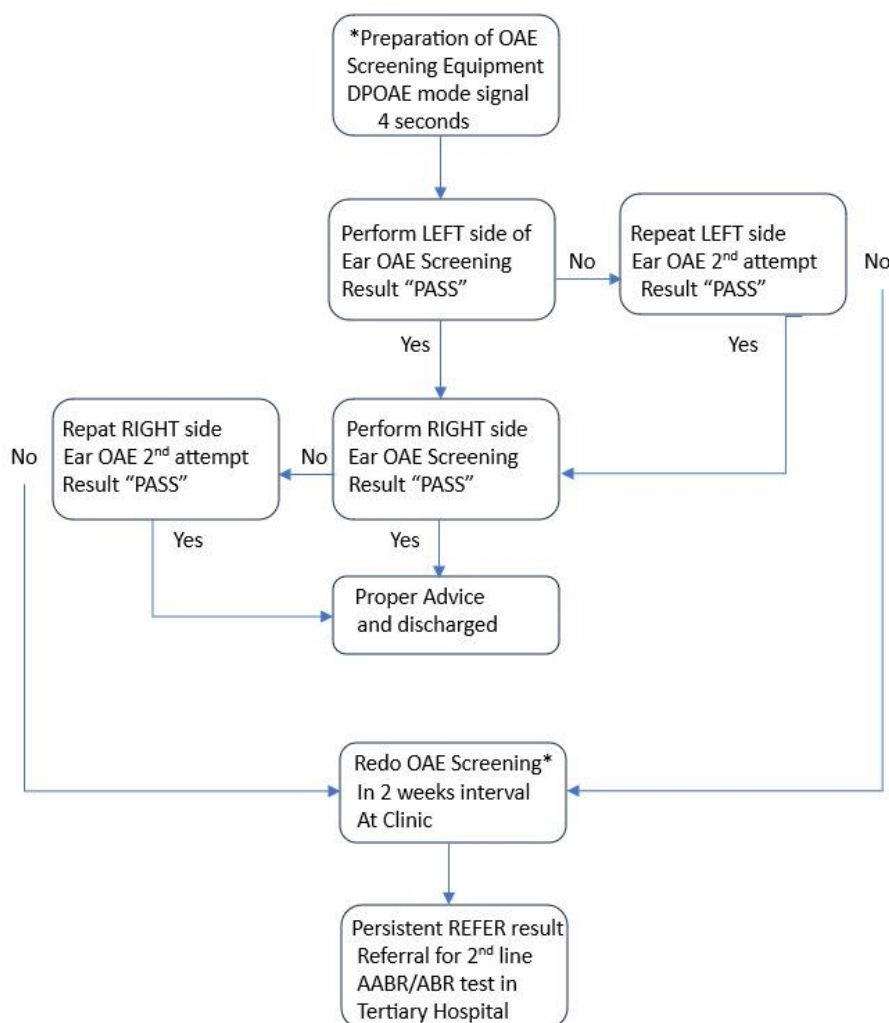 *Preparation of OAE
Screening Equipment
DPOAE mode signal
4 seconds
Perform LEFT side of
Ear OAE Screening
Result “PASS”
No
Repeat LEFT side
Ear OAE 2nd attempt
Result “PASS”
No
Yes
Yes
No
Repat RIGHT side
Ear OAE 2nd attempt
Result “PASS”
No
Perform RIGHT side
Ear OAE Screening
Result “PASS”
Yes
Yes
Proper Advice
and discharged
Redo OAE Screening*
In 2 weeks interval
At Clinic
Persistent REFER result
Referral for 2nd line
AABR/ABR test in
Tertiary Hospital